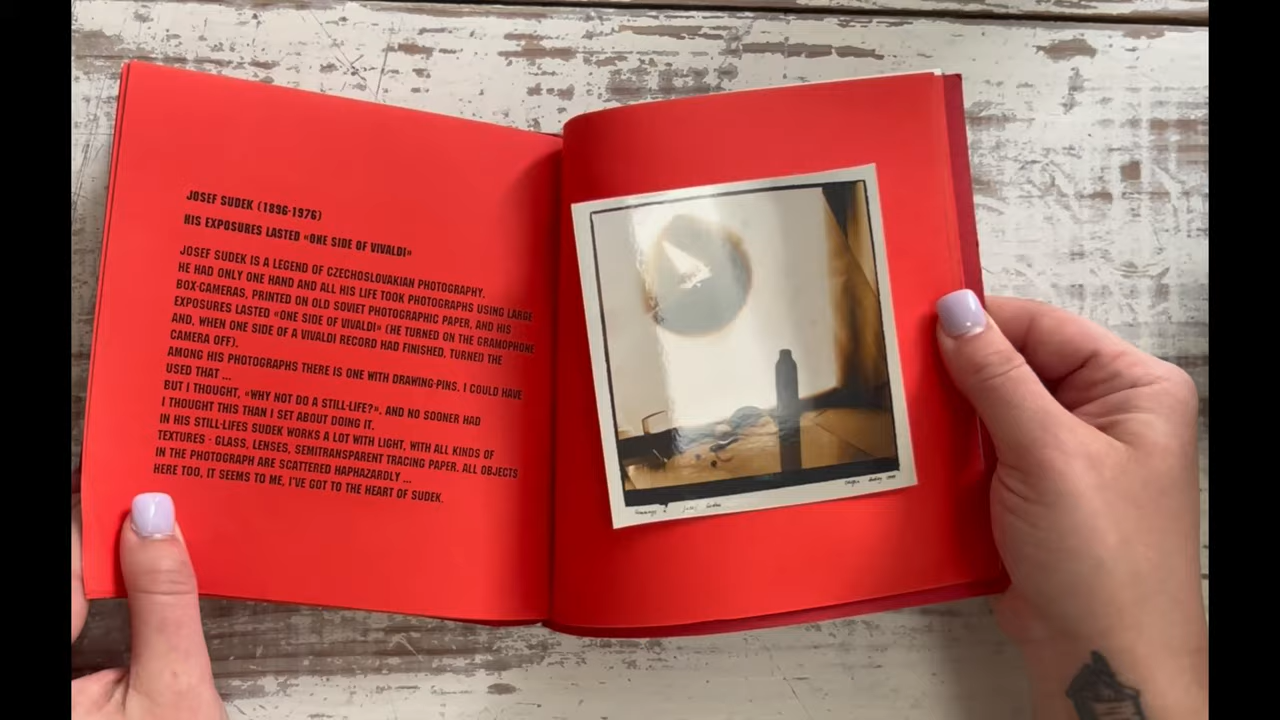 JOSEF SUDEK (1896-1976)
HIS EXPOSURES LASTED «ONE SIDE OF VIVALDI»
JOSEF SUDEK IS A LEGEND OF CZECHOSLOVAKIAN PHOTOGRAPHY.
HE HAD ONLY ONE HAND AND ALL HIS LIFE TOOK PHOTOGRAPHS USING LARGE
BOX-CAMERAS, PRINTED ON OLD SOVIET PHOTOGRAPHIC PAPER, AND HIS
EXPOSURES LASTED «ONE SIDE OF VIVALDI» (HE TURNED ON THE GRAMOPHONE
AND, WHEN ONE SIDE OF A VIVALDI RECORD HAD FINISHED, TURNED THE
CAMERA OFF).
AMONG HIS PHOTOGRAPHS THERE IS ONE WITH DRAWING-PINS. I COULD HAVE
USED THAT ...
BUT I THOUGHT, «WHY NOT DO A STILL-LIFE?». AND NO SOONER HAD
I THOUGHT THIS THAN I SET ABOUT DOING IT.
IN HIS STILL-LIFES SUDEK WORKS A LOT WITH LIGHT, WITH ALL KINDS OF
TEXTURES - GLASS, LENSES, SEMITRANSPARENT TRACING PAPER. ALL OBJECTS
IN THE PHOTOGRAPH ARE SCATTERED HAPHAZARDLY ...
HERE TOO, IT SEEMS TO ME, I'VE GOT TO THE HEART OF SUDEK.